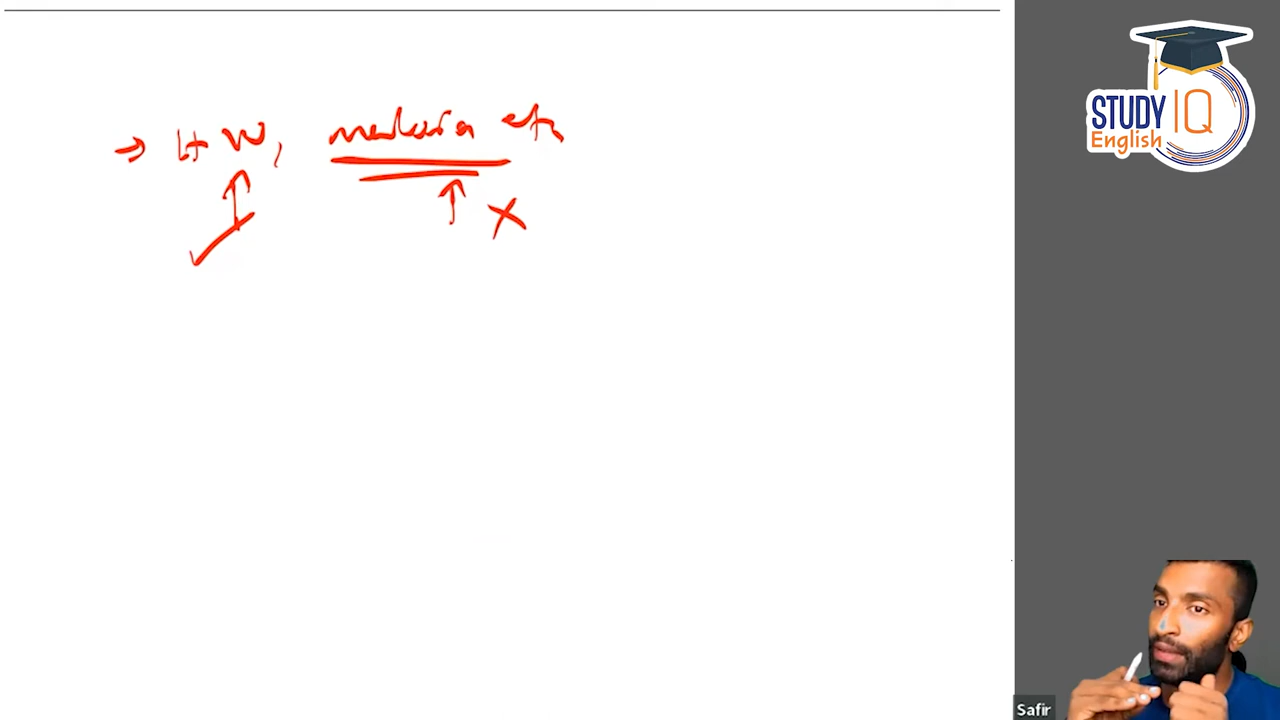 → HW, malaria etc
X
STUDY IQ
English
Safir